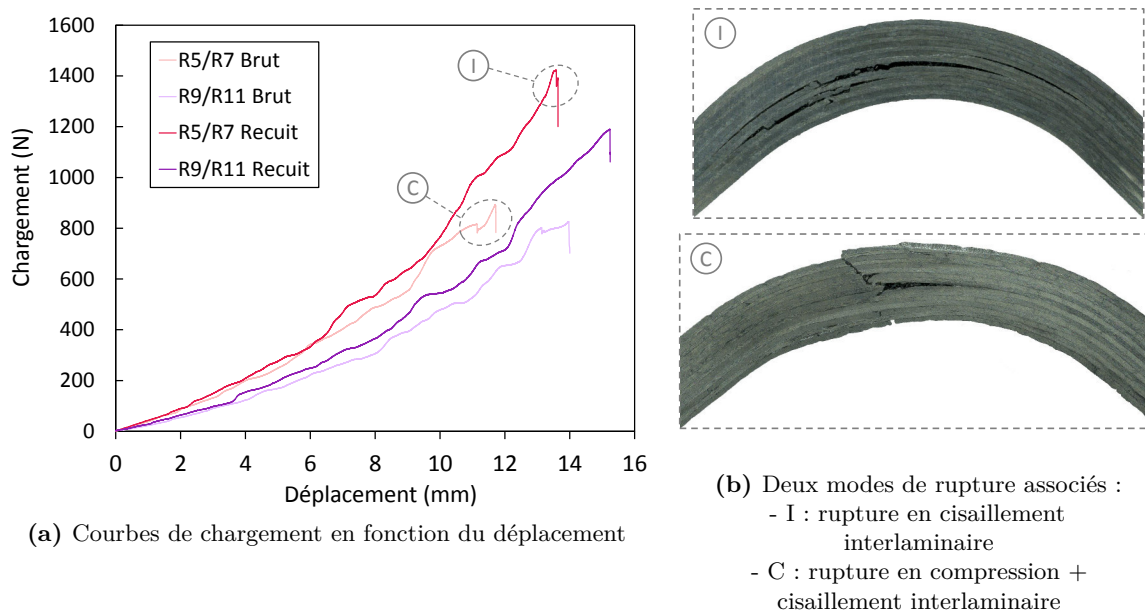 1600
1400
1200
1000
800
600
400
200
0
Chargement (N)
R5/R7 Brut
R9/R11 Brut
R5/R7 Recuit
R9/R11 Recuit
I
C
0 2 4 6 8 10 12 14 16
Déplacement (mm)
(a) Courbes de chargement en fonction du déplacement
I
C
(b) Deux modes de rupture associés :
- I : rupture en cisaillement
interlaminaire
- C : rupture en compression +
cisaillement interlaminaire